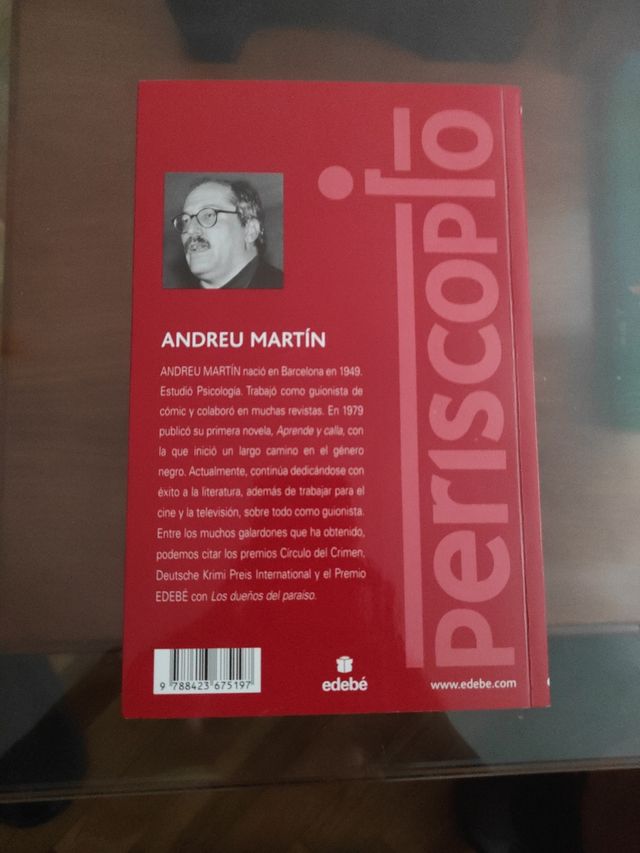 periscopio
ANDREU MARTÍN
ANDREU MARTÍN nació en Barcelona en 1949.
Estudió Psicología. Trabajó como guionista de
cómic y colaboró en muchas revistas. En 1979
publicó su primera novela, Aprende y calla, con
la que inició un largo camino en el género
negro. Actualmente, continúa dedicándose con
éxito a la literatura, además de trabajar para el
cine y la televisión, sobre todo como guionista.
Entre los muchos galardones que ha obtenido,
podemos citar los premios Círculo del Crimen,
Deutsche Krimi Preis International y el Premio
EDEBÉ con Los dueños del paraíso.
9 788423 675197
edebé
www.edebe.com